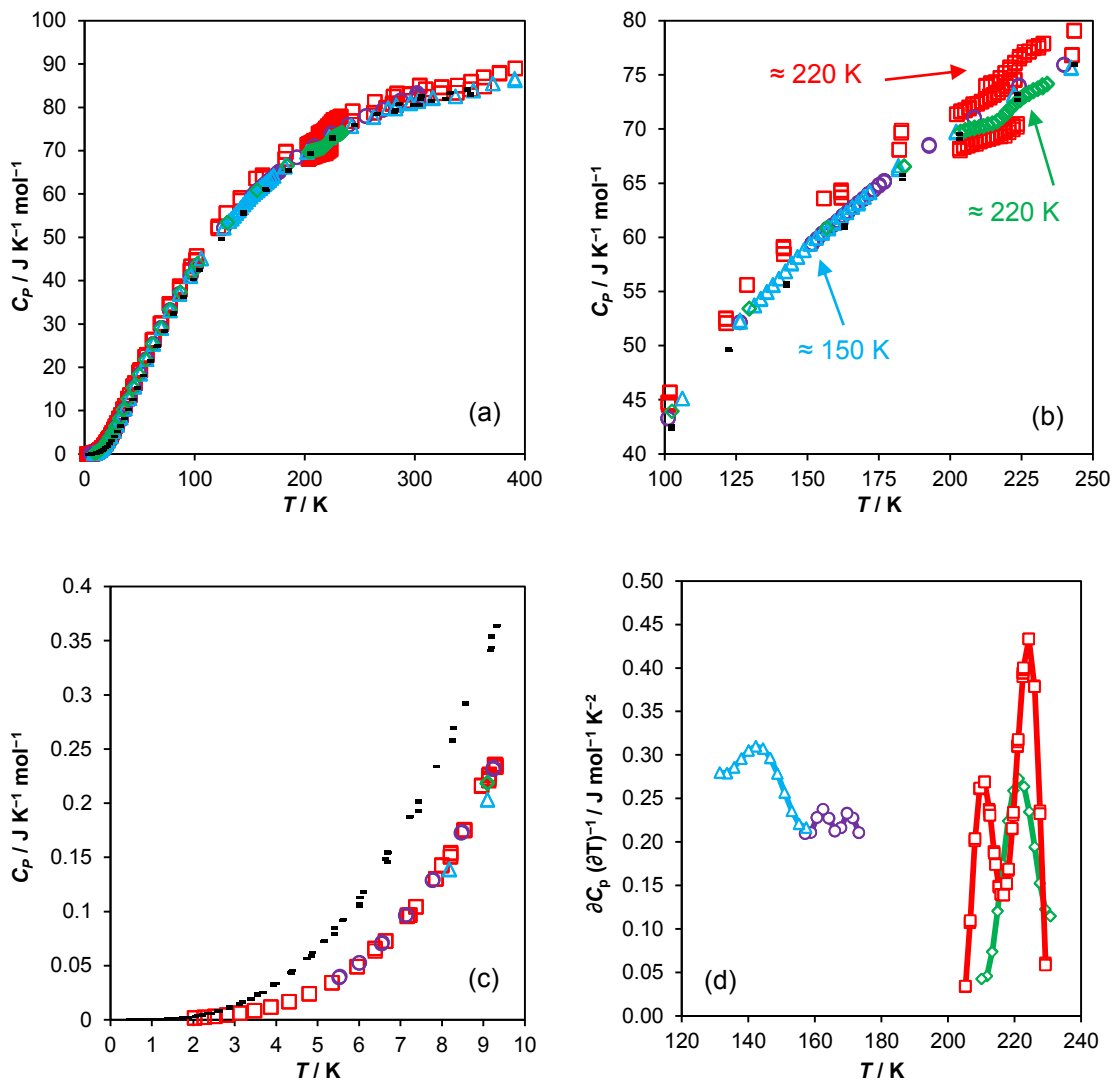 100
90
80
70
60
50
40
30
20
10
0
C_P / J K⁻¹ mol⁻¹
0 50 100 150 200 250 300 350 400
T / K
(a)
80
75
70
65
60
55
50
45
40
C_P / J K⁻¹ mol⁻¹
≈ 220 K
≈ 220 K
≈ 150 K
(b)
100 125 150 175 200 225 250
T / K
0.4
0.35
0.3
0.25
0.2
0.15
0.1
0.05
0
C_P / J K⁻¹ mol⁻¹
(c)
0 1 2 3 4 5 6 7 8 9 10
T / K
0.50
0.45
0.40
0.35
0.30
0.25
0.20
0.15
0.10
0.05
0.00
∂C_p (∂T)⁻¹ / J mol⁻¹ K⁻²
(d)
120 140 160 180 200 220 240
T / K